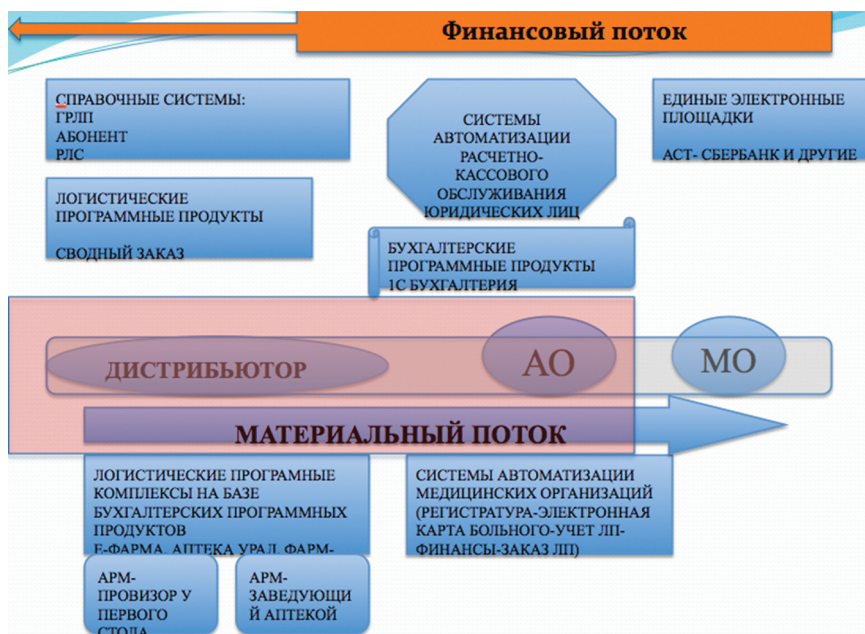 Финансовый поток
СПРАВОЧНЫЕ СИСТЕМЫ:
ГРЛП
АБОНЕНТ
РЛС
СИСТЕМЫ
АВТОМАТИЗАЦИИ
РАСЧЕТНО-
КАССОВОГО
ОБСЛУЖИВАНИЯ
ЮРИДИЧЕСКИХ ЛИЦ
ЕДИНЫЕ ЭЛЕКТРОННЫЕ
ПЛОЩАДКИ
АСТ- СБЕРБАНК И ДРУГИЕ
ЛОГИСТИЧЕСКИЕ
ПРОГРАММНЫЕ ПРОДУКТЫ
СВОДНЫЙ ЗАКАЗ
БУХГАЛТЕРСКИЕ
ПРОГРАММНЫЕ ПРОДУКТЫ
1С БУХГАЛТЕРИЯ
ДИСТРИБЬЮТОР
АО
МО
МАТЕРИАЛЬНЫЙ ПОТОК
ЛОГИСТИЧЕСКИЕ ПРОГРАМНЫЕ
КОМПЛЕКСЫ НА БАЗЕ
БУХГАЛТЕРСКИХ ПРОГРАММНЫХ
ПРОДУКТОВ
Е-ФАРМА, АПТЕКА УРАЛ, ФАРМ-
СИСТЕМЫ АВТОМАТИЗАЦИИ
МЕДИЦИНСКИХ ОРГАНИЗАЦИЙ
(РЕГИСТРАТУРА-ЭЛЕКТРОННАЯ
КАРТА БОЛЬНОГО-УЧЕТ ЛП-
ФИНАНСЫ-ЗАКАЗ ЛП)
АРМ-
ПРОВИЗОР У
ПЕРВОГО
СТОЛА
АРМ-
ЗАВЕДУЮЩИ
Й АПТЕКОЙ